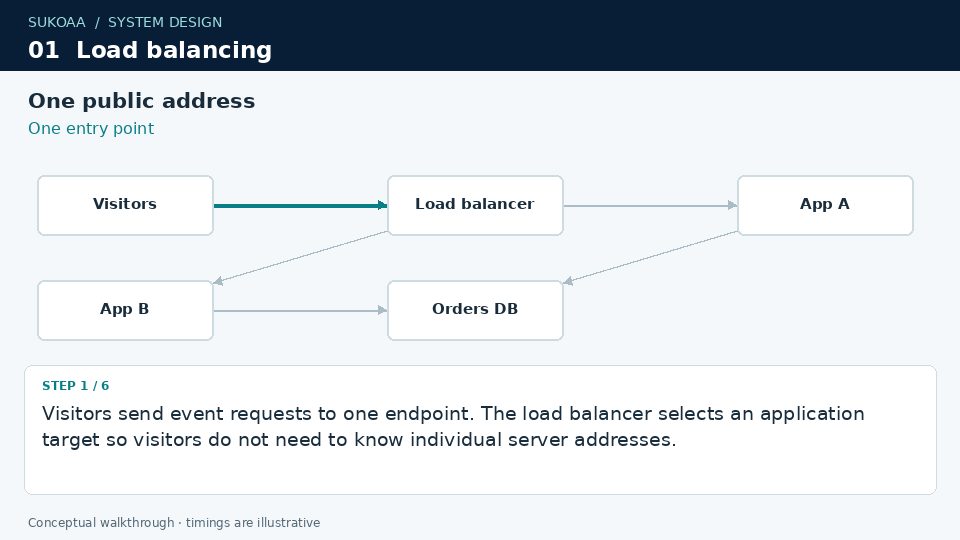 SUKOAA / SYSTEM DESIGN
01 Load balancing
One public address
One entry point
Visitors
Load balancer
App A
App B
Orders DB
STEP 1 / 6
Visitors send event requests to one endpoint. The load balancer selects an application
target so visitors do not need to know individual server addresses.
Conceptual walkthrough · timings are illustrative